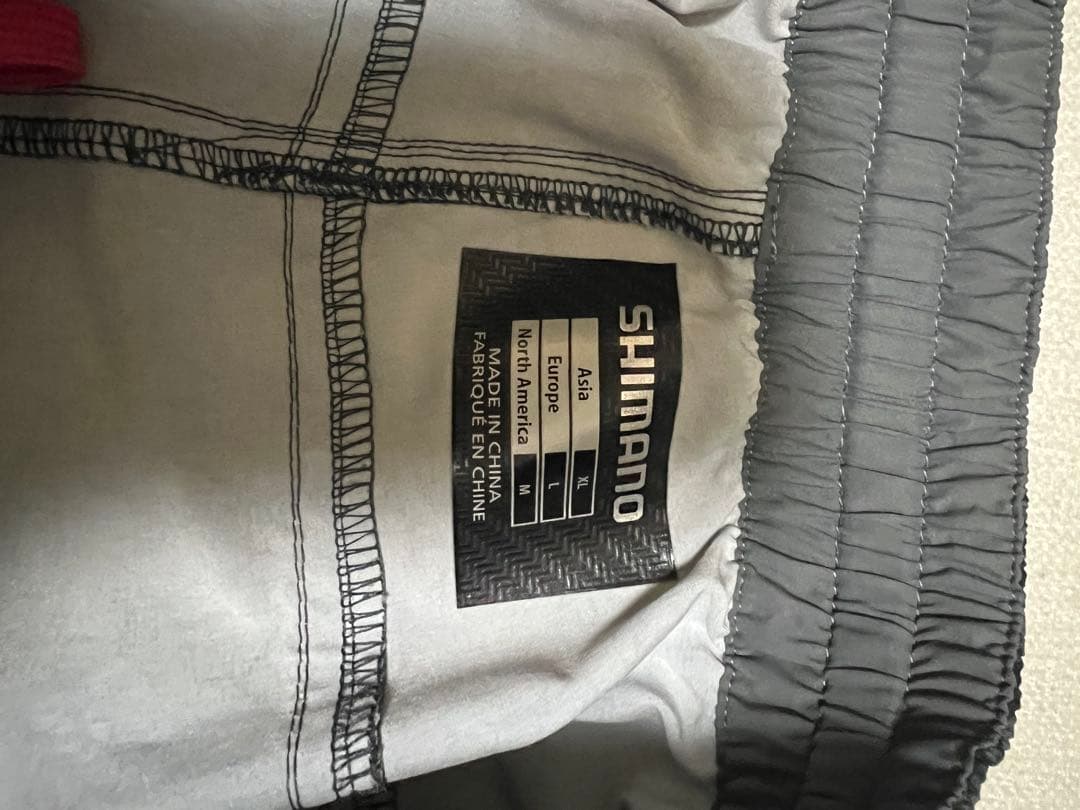 SHIMANO
Asia XL
Europe L
North America M
MADE IN CHINA
FABRIQUÉ EN CHINE